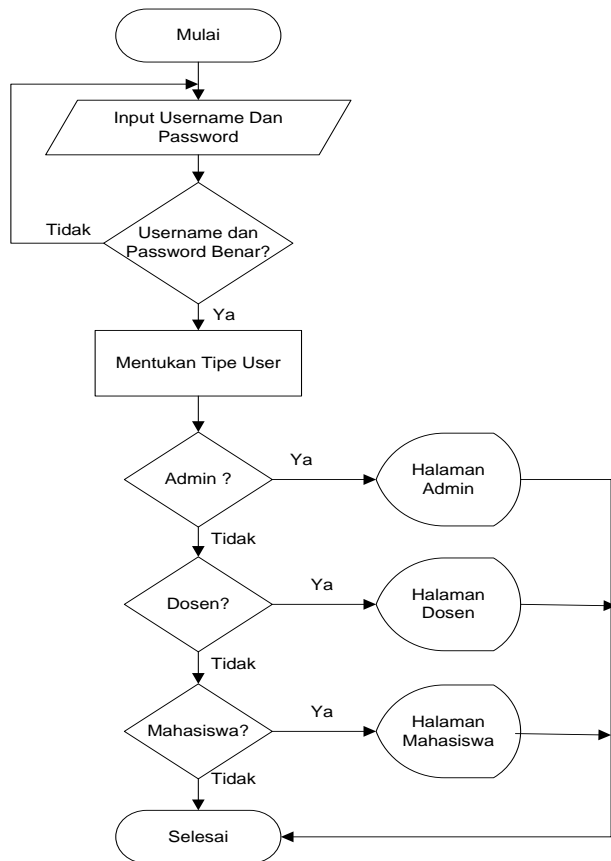 Mulai
Input Username Dan
Password
Tidak
Username dan
Password Benar?
Ya
Mentukan Tipe User
Admin ?
Ya
Halaman
Admin
Tidak
Dosen?
Ya
Halaman
Dosen
Tidak
Mahasiswa?
Ya
Halaman
Mahasiswa
Tidak
Selesai